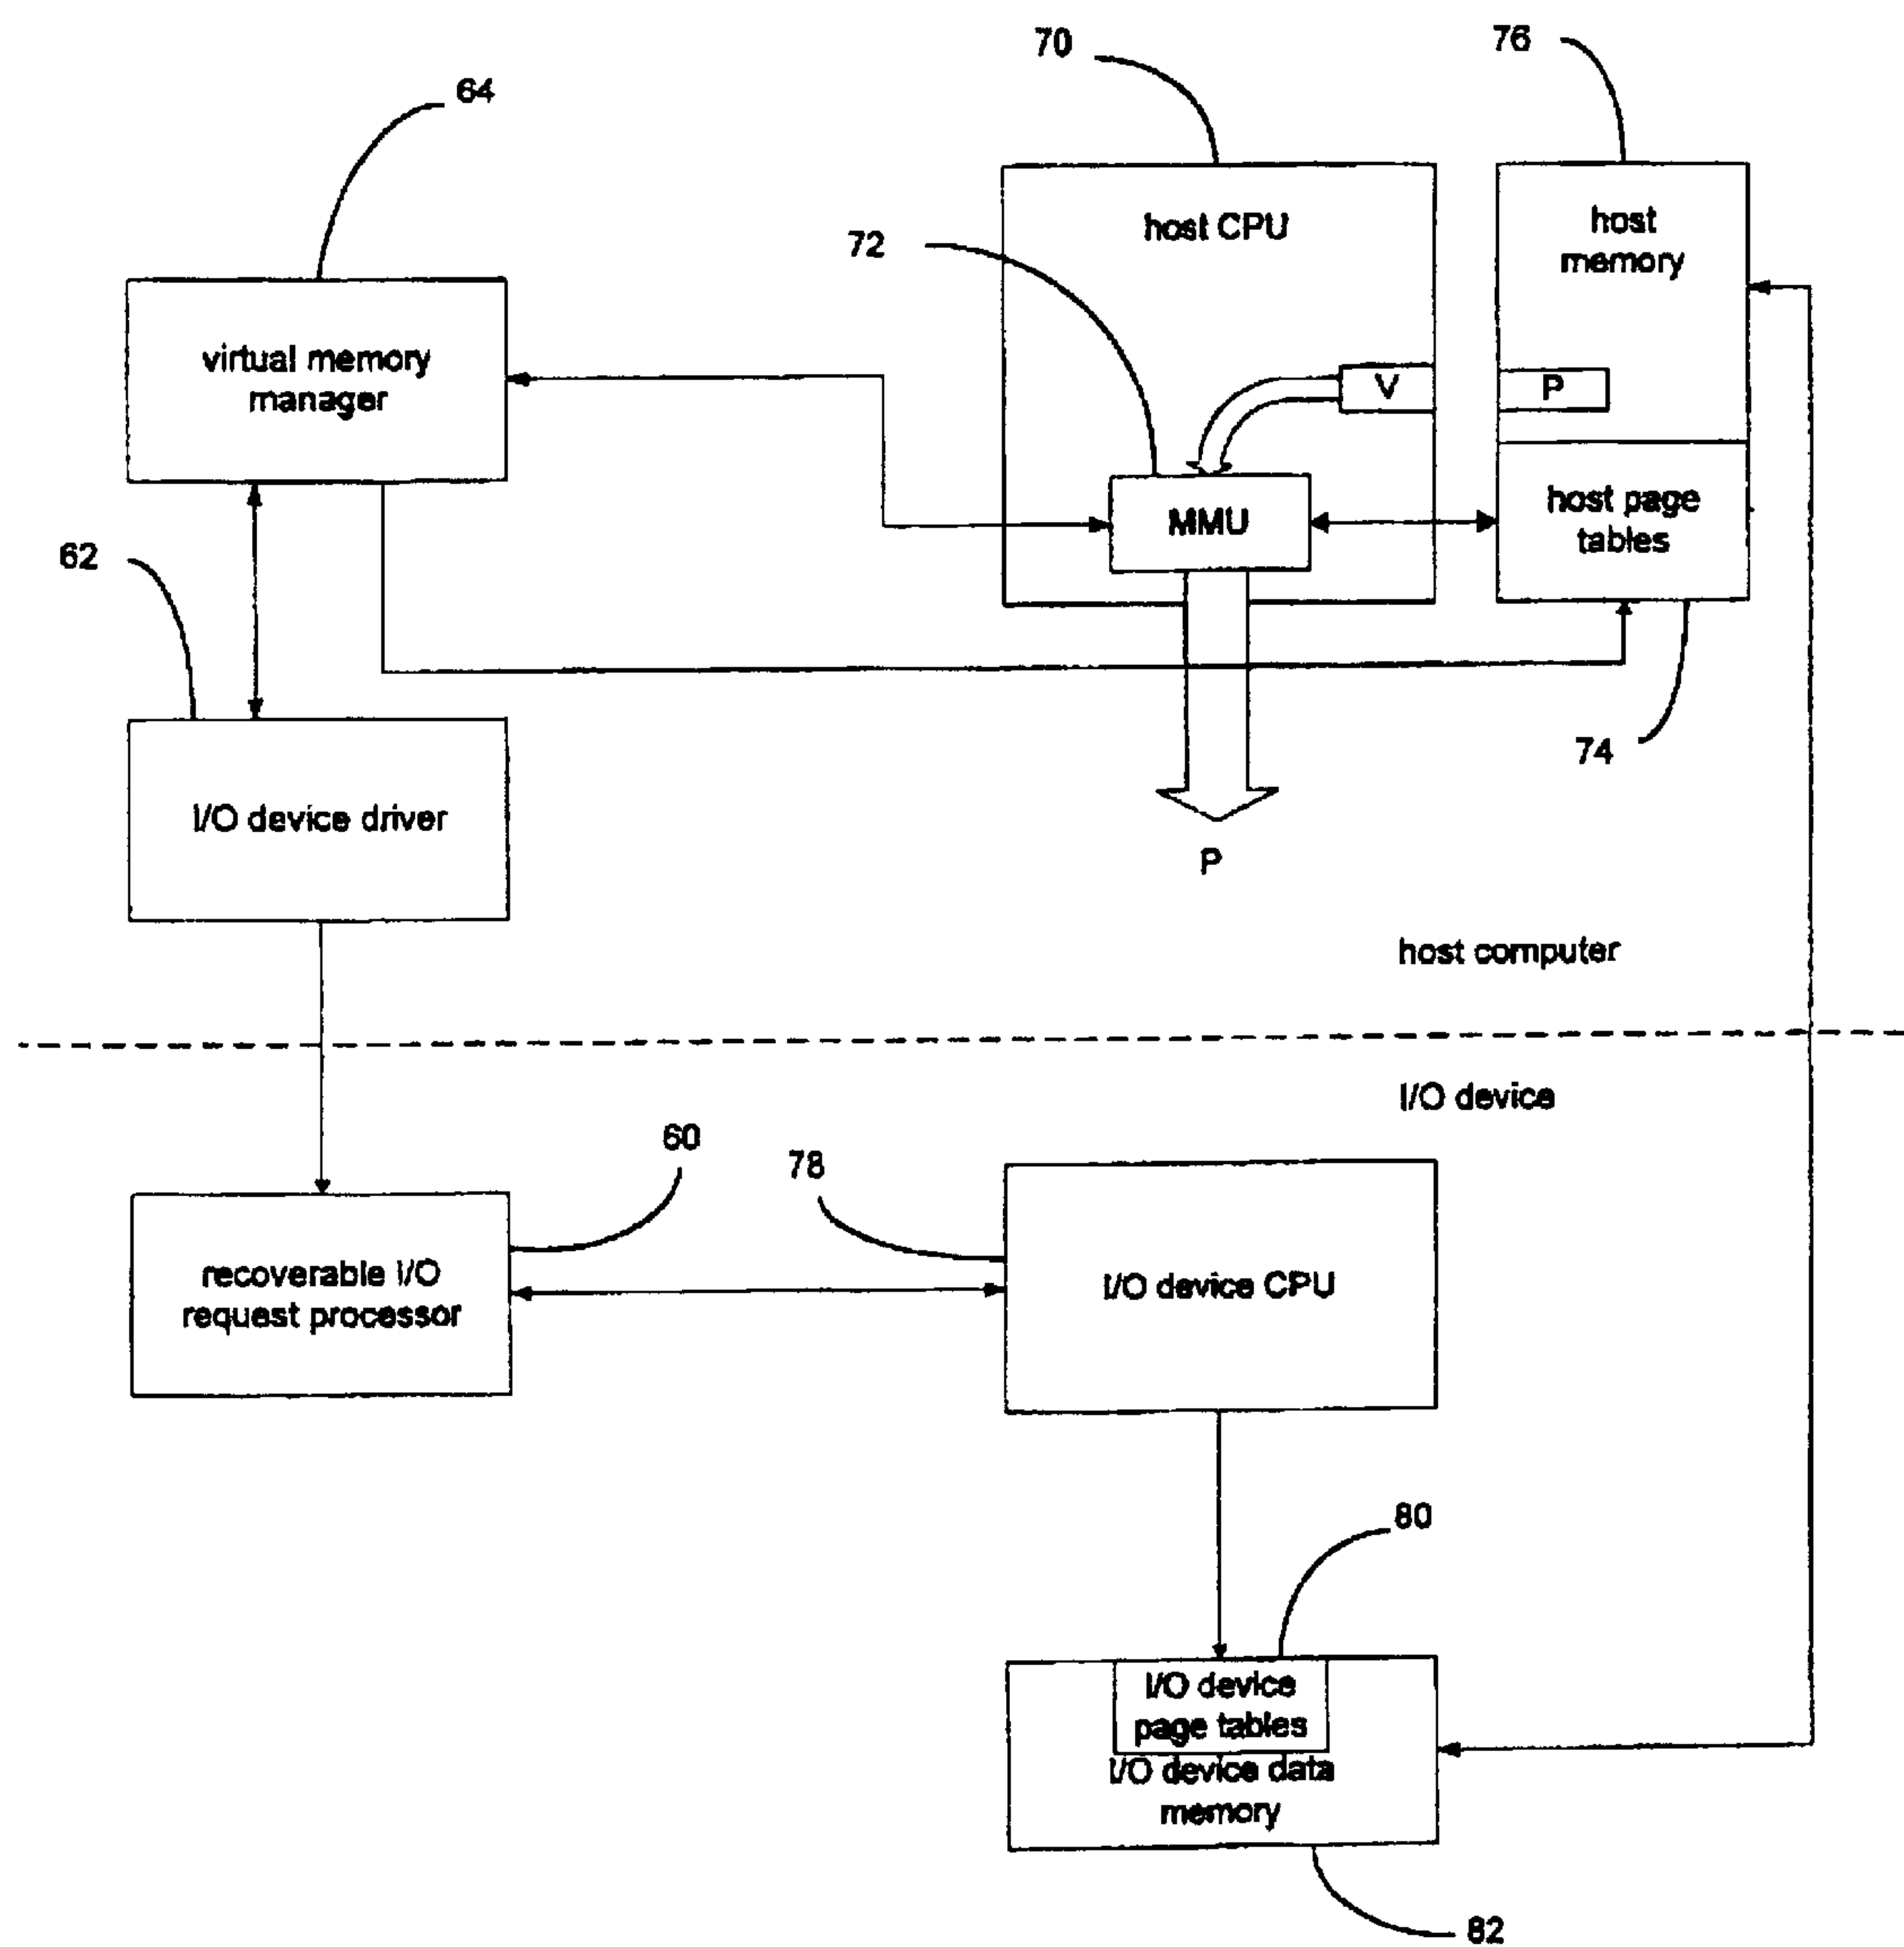 70
76
64
host CPU
host
memory
72
virtual memory
manager
V
P
MMU
host page
tables
62
74
I/O device driver
P
host computer
I/O device
60
78
recoverable I/O
request processor
I/O device CPU
80
I/O device
page tables
I/O device data
memory
82